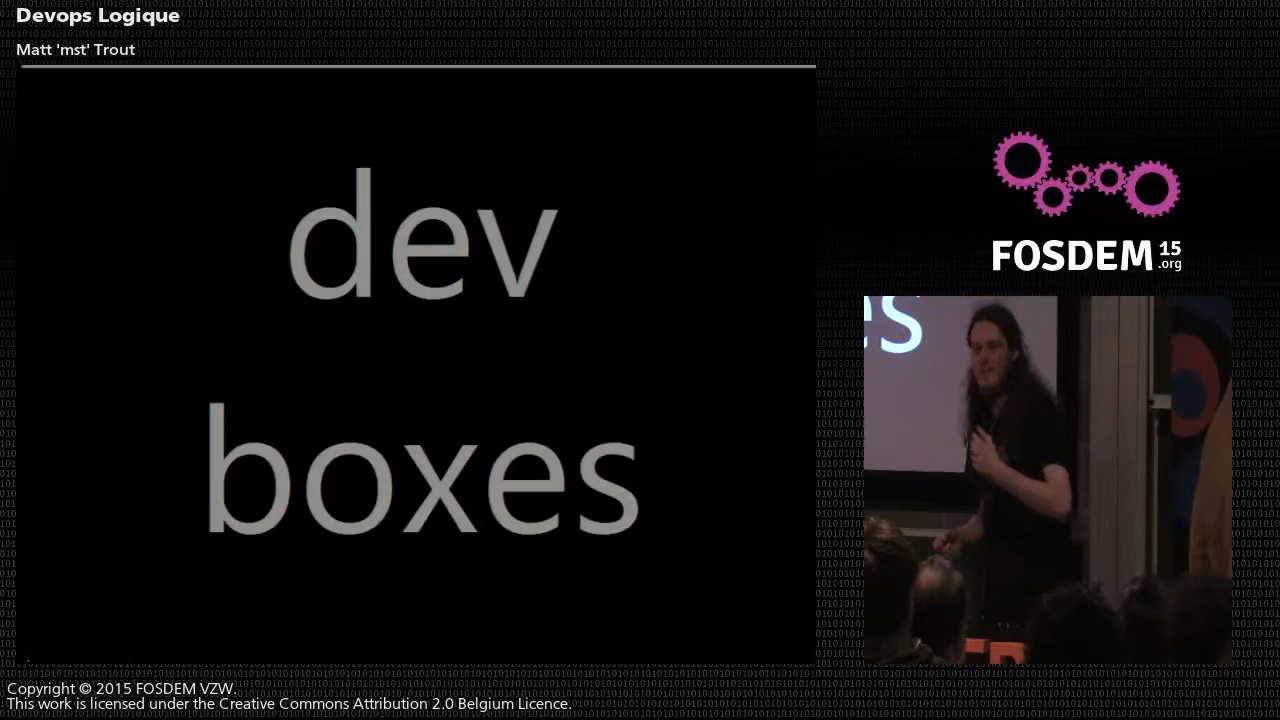 Devops Logique
Matt 'mst' Trout
dev
boxes
FOSDEM 15
.org
es
Copyright © 2015 FOSDEM VZW.
This work is licensed under the Creative Commons Attribution 2.0 Belgium Licence.